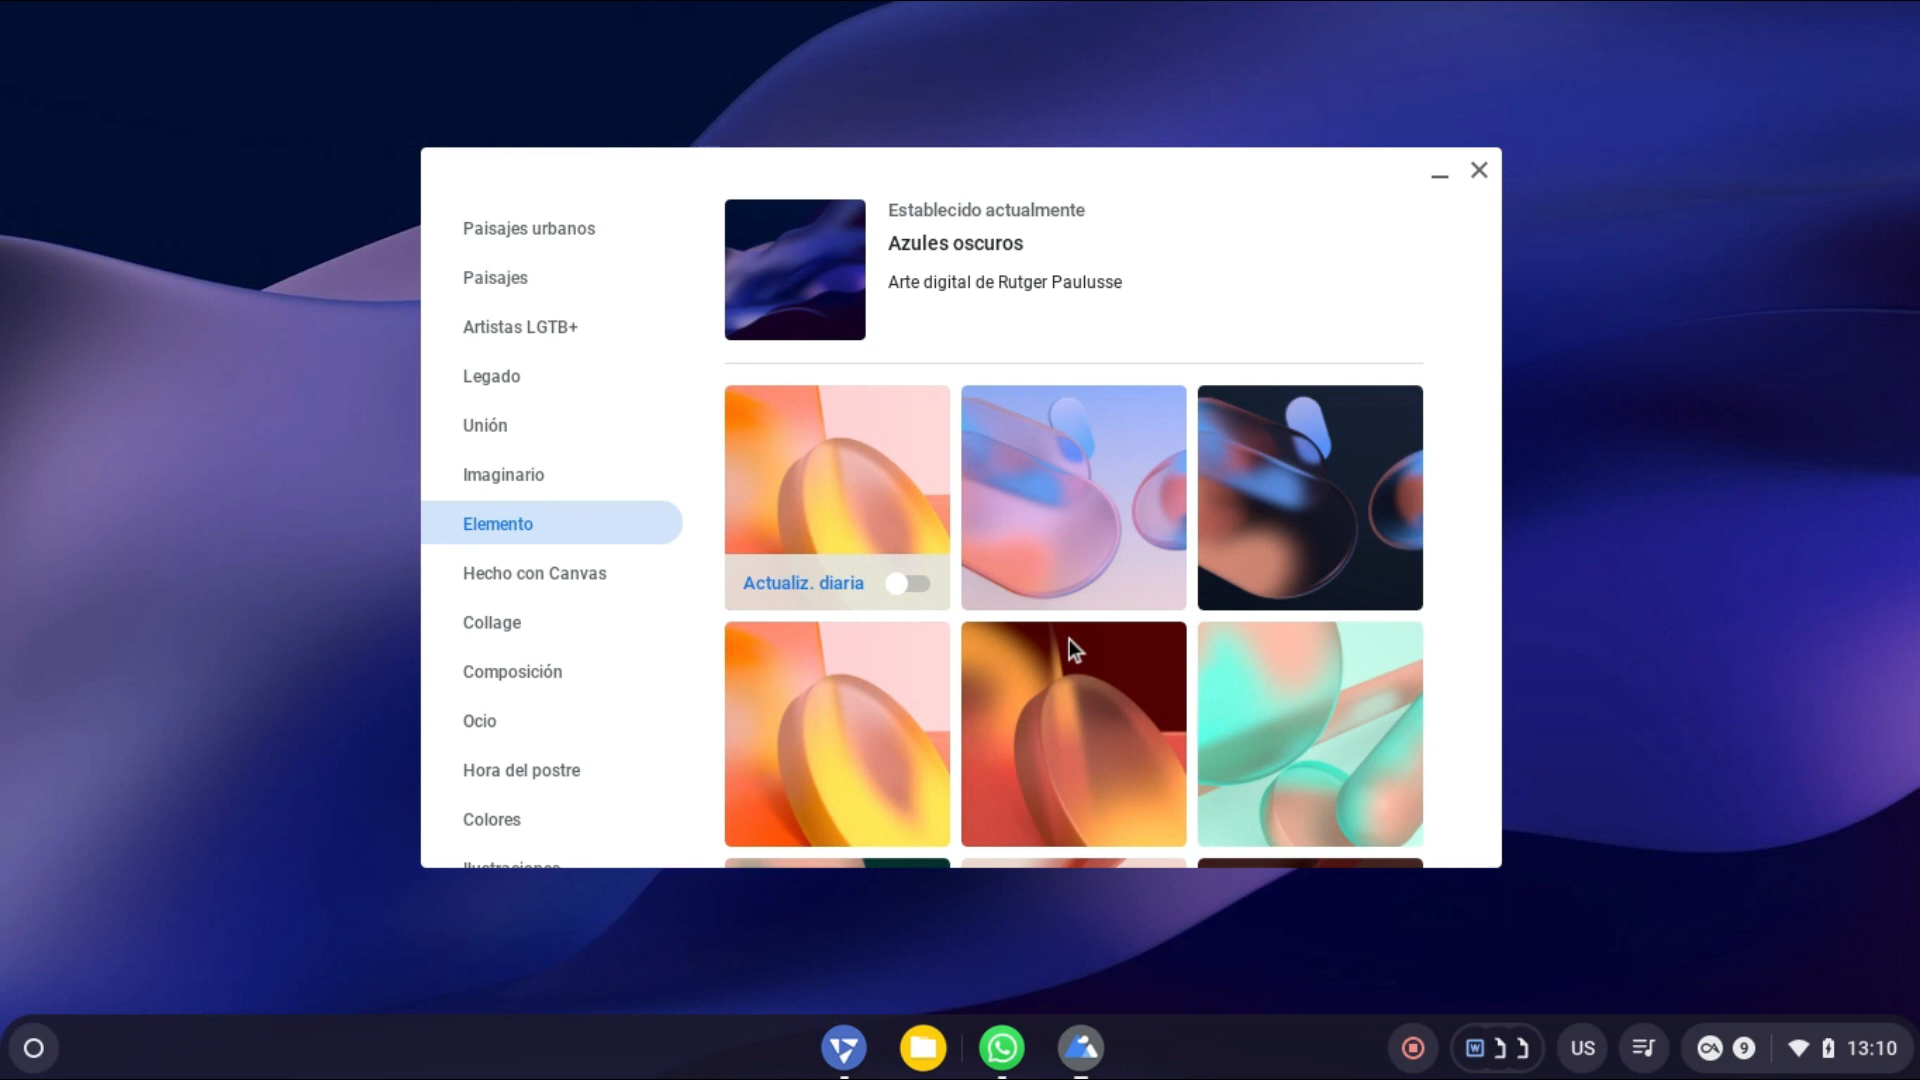 Paisajes urbanos
Paisajes
Artistas LGTB+
Legado
Unión
Imaginario
Elemento
Hecho con Canvas
Collage
Composición
Ocio
Hora del postre
Colores
Ilustraciones
Establecido actualmente
Azules oscuros
Arte digital de Rutger Paulusse
Actualiz. diaria
W
US
9
13:10